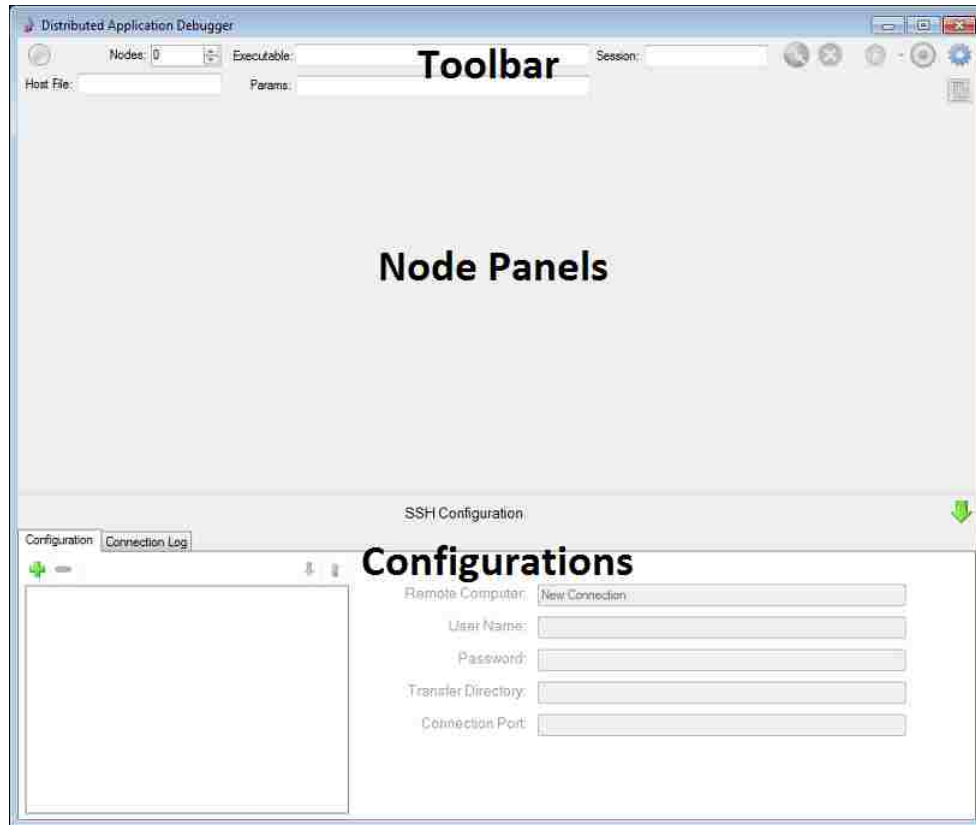 Distributed Application Debugger
Nodes: 0 Executable: Toolbar Session:
Host File: Params:
Node Panels
SSH Configuration
Configuration Connection Log
Configurations
Remote Computer: New Connection
User Name:
Password:
Transfer Directory:
Connection Port: